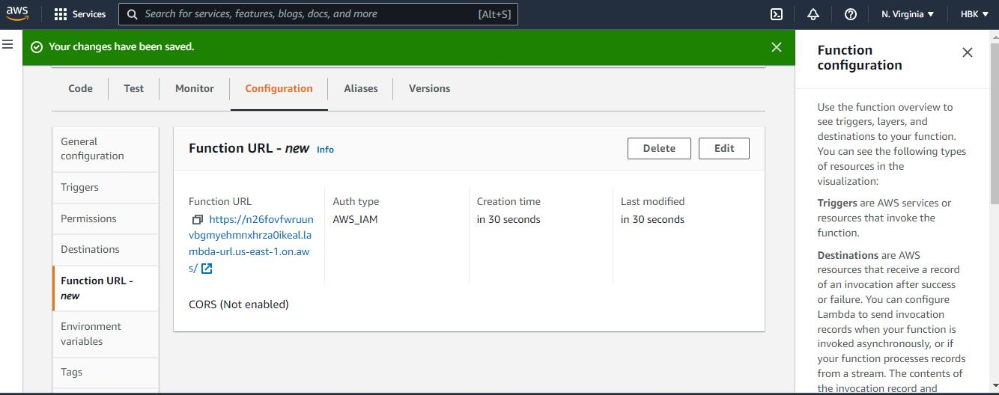 aws
Services
Search for services, features, blogs, docs, and more
[Alt+S]
N. Virginia
HBK
Your changes have been saved.
Code
Test
Monitor
Configuration
Aliases
Versions
General
configuration
Triggers
Permissions
Destinations
Function URL -
new
Environment
variables
Tags
Function URL - new Info
Delete
Edit
Function URL
https://n26fovfwruun
vbgmyehmnxhrza0ikeal.la
mbda-url.us-east-1.on.aw
s/
Auth type
AWS_IAM
Creation time
in 30 seconds
Last modified
in 30 seconds
CORS (Not enabled)
Function
configuration
Use the function overview to
see triggers, layers, and
destinations to your function.
You can see the following types
of resources in the
visualization:
Triggers are AWS services or
resources that invoke the
function.
Destinations are AWS
resources that receive a record
of an invocation after success
or failure. You can configure
Lambda to send invocation
records when your function is
invoked asynchronously, or if
your function processes records
from a stream. The contents of
the invocation record and